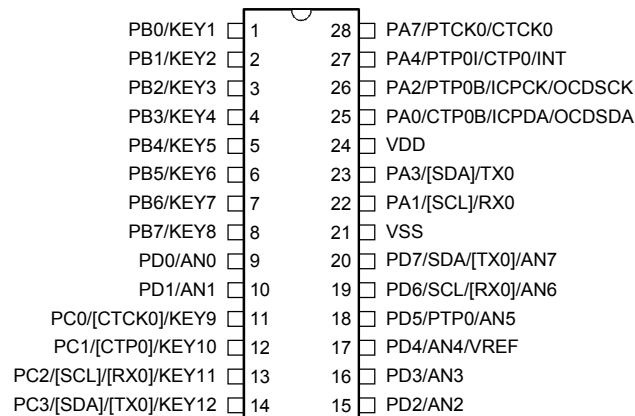 PB0/KEY1 1 28 PA7/PTCK0/CTCK0
PB1/KEY2 2 27 PA4/PTP0I/CTP0/INT
PB2/KEY3 3 26 PA2/PTP0B/ICPCK/OCDSCK
PB3/KEY4 4 25 PA0/CTP0B/ICPDA/OCDSDA
PB4/KEY5 5 24 VDD
PB5/KEY6 6 23 PA3/[SDA]/TX0
PB6/KEY7 7 22 PA1/[SCL]/RX0
PB7/KEY8 8 21 VSS
PD0/AN0 9 20 PD7/SDA/[TX0]/AN7
PD1/AN1 10 19 PD6/SCL/[RX0]/AN6
PC0/[CTCK0]/KEY9 11 18 PD5/PTP0/AN5
PC1/[CTP0]/KEY10 12 17 PD4/AN4/VREF
PC2/[SCL]/[RX0]/KEY11 13 16 PD3/AN3
PC3/[SDA]/[TX0]/KEY12 14 15 PD2/AN2